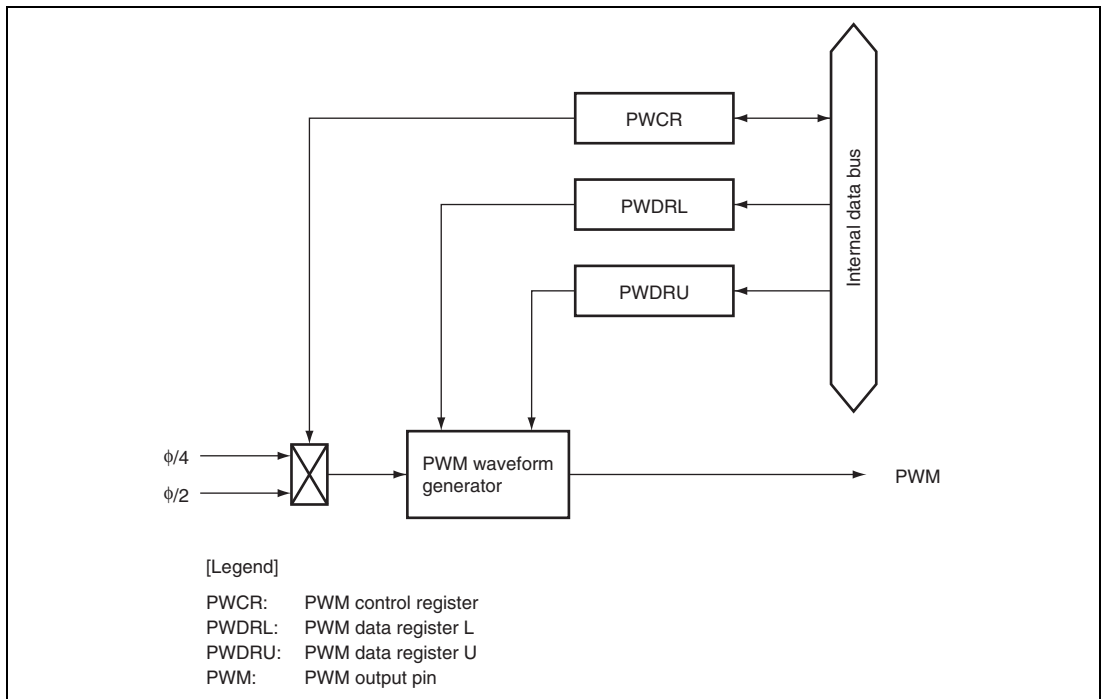 PWCR
PWDRL
PWDRU
Internal data bus
ϕ/4
ϕ/2
PWM waveform
generator
PWM
[Legend]
PWCR: PWM control register
PWDRL: PWM data register L
PWDRU: PWM data register U
PWM: PWM output pin